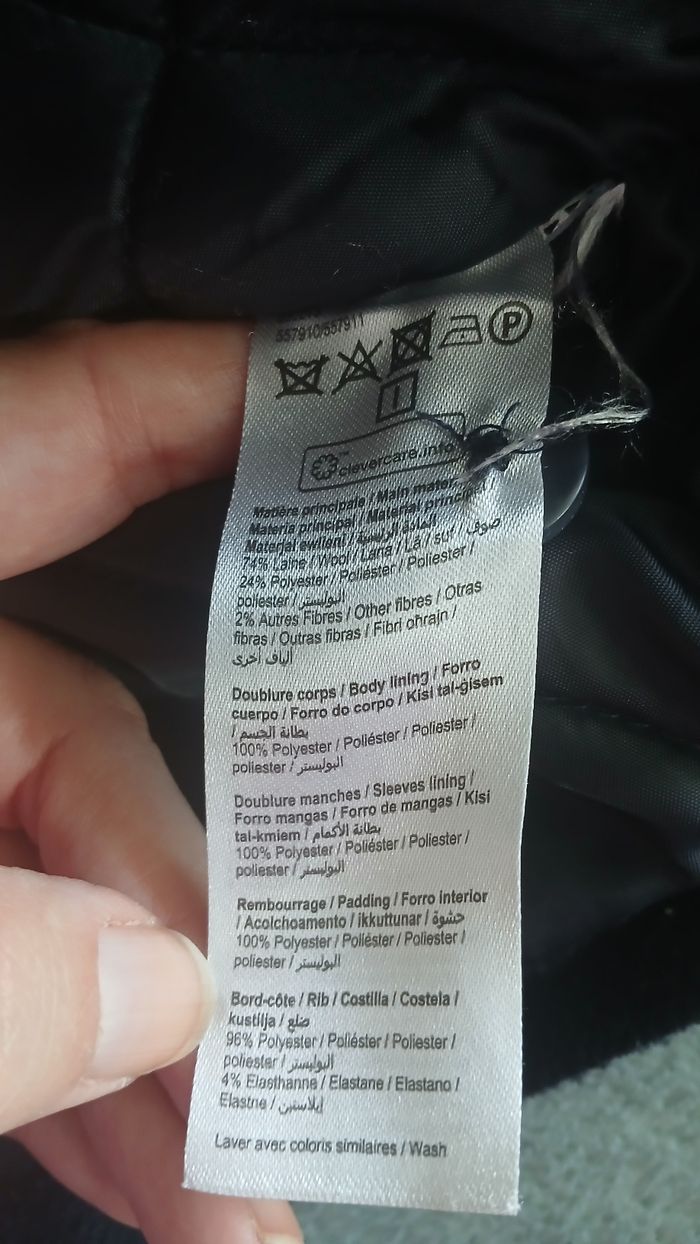 557910/557911
P
clevercare.info
Matière principale / Main
Materia principal / Material
Materjal ewlieni / المادة الرئيسية
74% Laine / Wool / Lana / Lã / suf / صوف
24% Polyester / Poliéster / Poliester /
poliester / البوليستر
2% Autres Fibres / Other fibres / Otras
fibras / Outras fibras / Fibri oħrajn /
ألياف أخرى
Doublure corps / Body lining / Forro
cuerpo / Forro do corpo / Kisi tal-ġisem
/ بطانة الجسم
100% Polyester / Poliéster / Poliester /
poliester / البوليستر
Doublure manches / Sleeves lining /
Forro mangas / Forro de mangas / Kisi
tal-kmiem / بطانة الأكمام
100% Polyester / Poliéster / Poliester /
poliester / البوليستر
Rembourrage / Padding / Forro interior
/ Acolchoamento / ikkuttunar / حشوة
100% Polyester / Poliéster / Poliester /
poliester / البوليستر
Bord-côte / Rib / Costilla / Costela /
kustilja / ضلع
96% Polyester / Poliéster / Poliester /
poliester / البوليستر
4% Elasthanne / Elastane / Elastano /
Elastne / إيلاستين
Laver avec coloris similaires / Wash